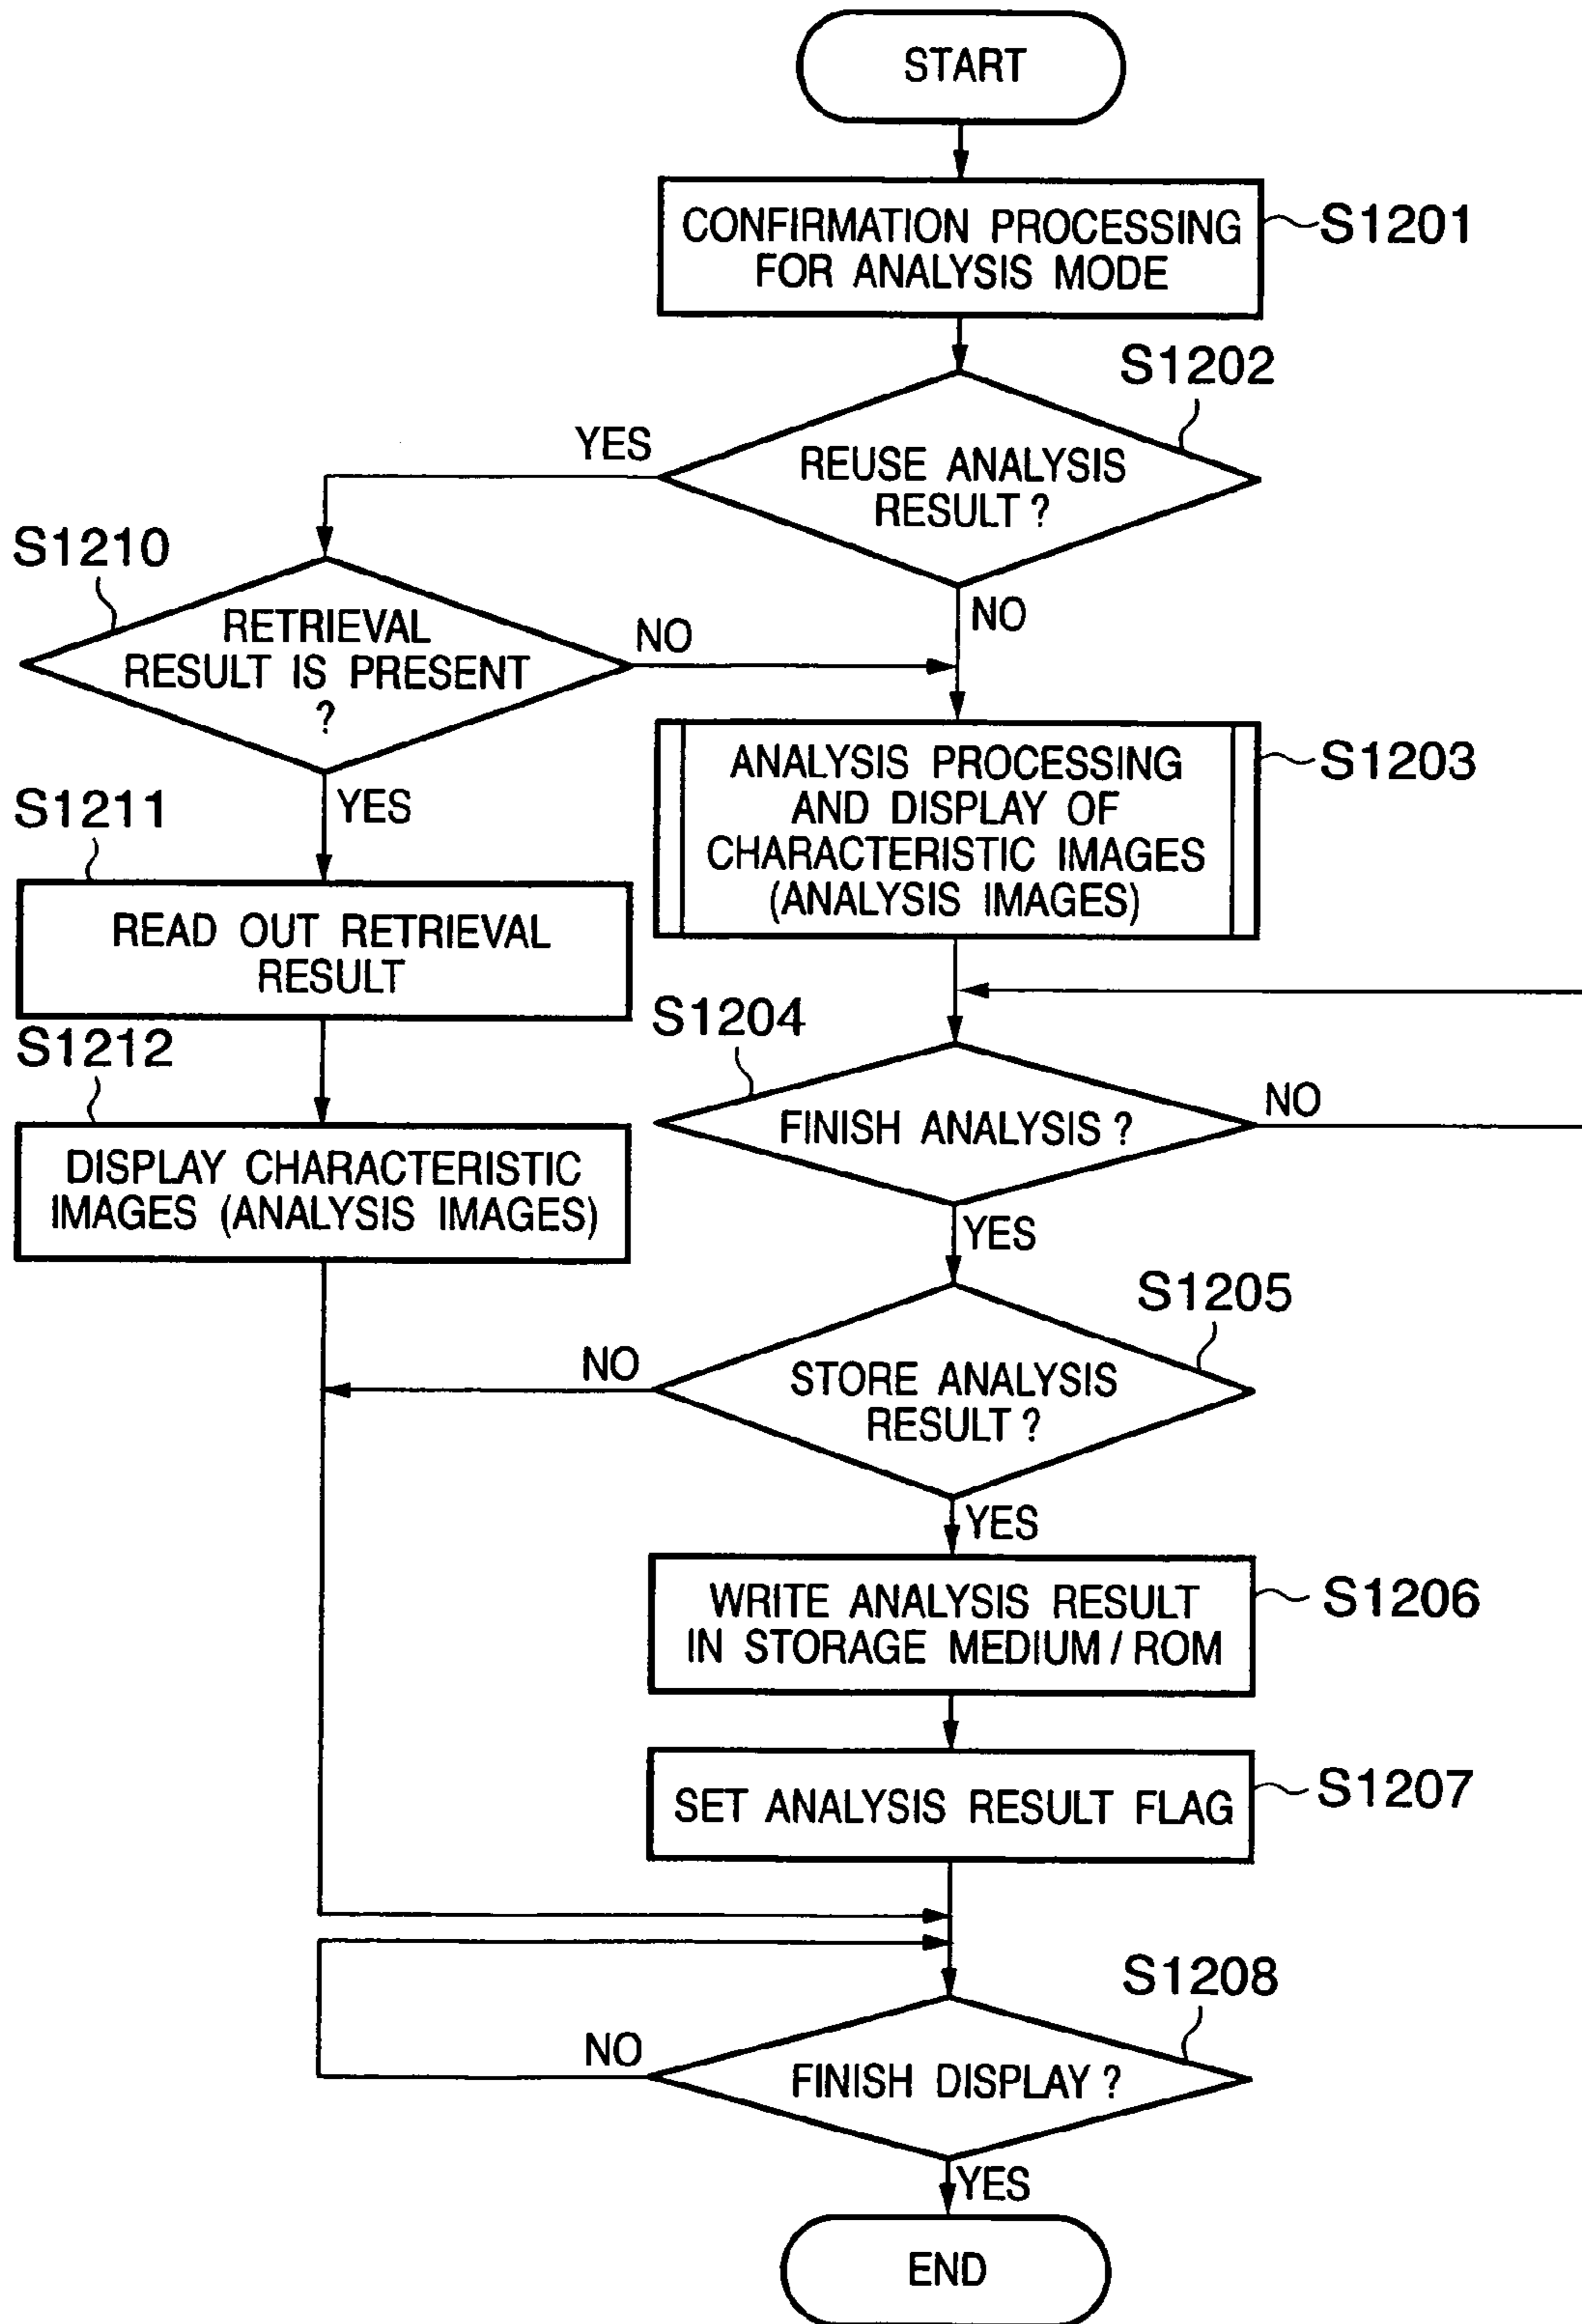 START
CONFIRMATION PROCESSING
FOR ANALYSIS MODE
S1201
S1202
REUSE ANALYSIS
RESULT ?
YES
NO
S1210
RETRIEVAL
RESULT IS PRESENT
?
NO
YES
S1203
ANALYSIS PROCESSING
AND DISPLAY OF
CHARACTERISTIC IMAGES
(ANALYSIS IMAGES)
S1211
READ OUT RETRIEVAL
RESULT
S1212
DISPLAY CHARACTERISTIC
IMAGES (ANALYSIS IMAGES)
S1204
FINISH ANALYSIS ?
NO
YES
S1205
STORE ANALYSIS
RESULT ?
NO
YES
WRITE ANALYSIS RESULT
IN STORAGE MEDIUM / ROM
S1206
SET ANALYSIS RESULT FLAG
S1207
S1208
FINISH DISPLAY ?
NO
YES
END